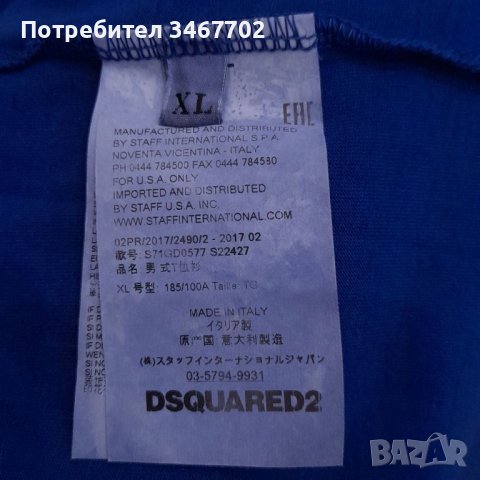 Потребител 3467702
XL
EAC
MANUFACTURED AND DISTRIBUTED
BY STAFF INTERNATIONAL S.P.A.
NOVENTA VICENTINA - ITALY
PH 0444 784500 FAX 0444 784580
FOR U.S.A. ONLY
IMPORTED AND DISTRIBUTED
BY STAFF U.S.A. INC.
WWW.STAFFINTERNATIONAL.COM
02PR/2017/2490/2 - 2017 02
款号: S71GD0577 S22427
品名: 男式T恤衫
XL 号型: 185/100A Taille: TG
MADE IN ITALY
イタリア製
原产国: 意大利製造
(株)スタッフインターナショナルジャパン
03-5794-9931
DSQUARED2
BAZAR